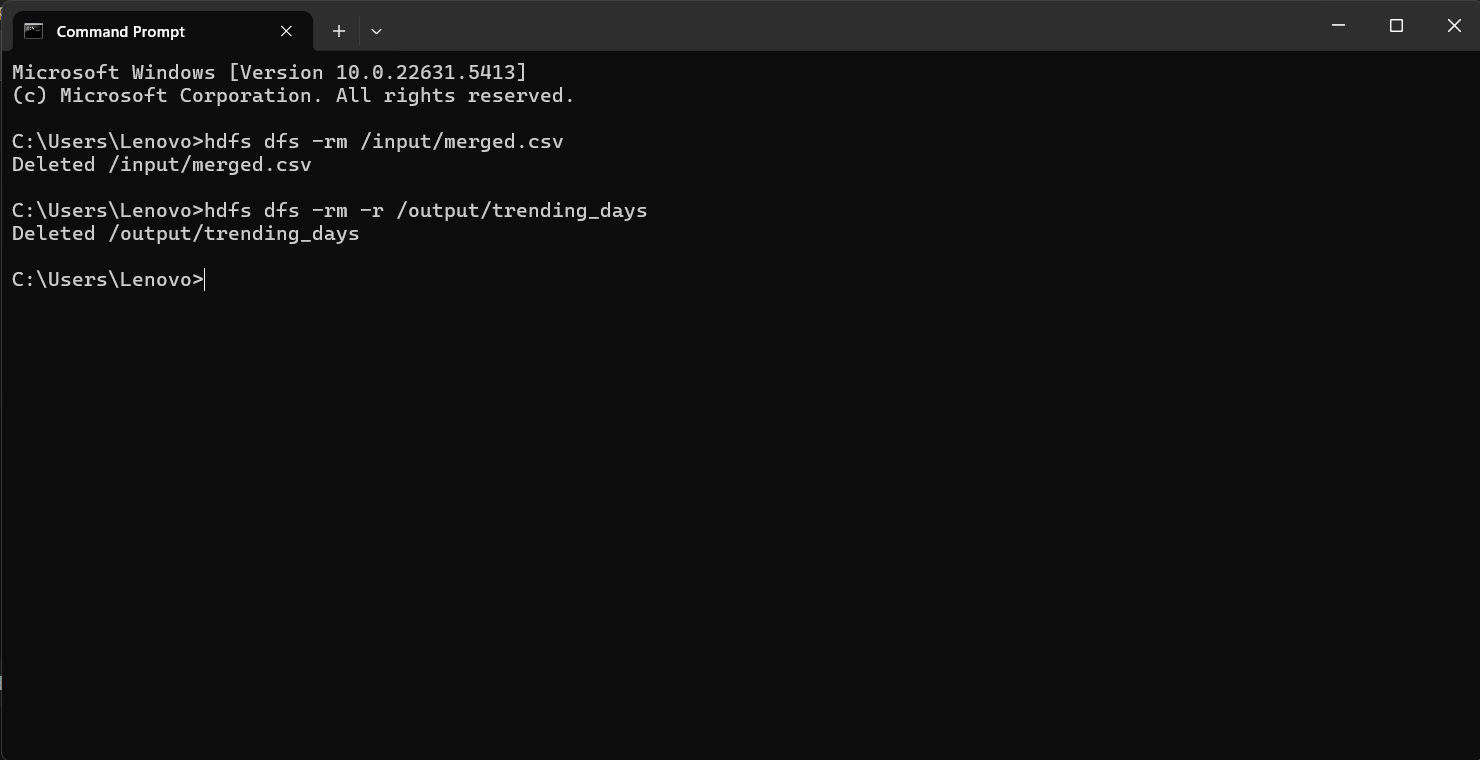 Command Prompt
Microsoft Windows [Version 10.0.22631.5413]
(c) Microsoft Corporation. All rights reserved.
C:\Users\Lenovo>hdfs dfs -rm /input/merged.csv
Deleted /input/merged.csv
C:\Users\Lenovo>hdfs dfs -rm -r /output/trending_days
Deleted /output/trending_days
C:\Users\Lenovo>